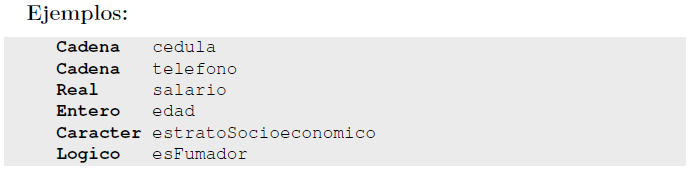 Ejemplos:
Cadena cedula
Cadena telefono
Real salario
Entero edad
Caracter estratoSocioeconomico
Logico esFumador